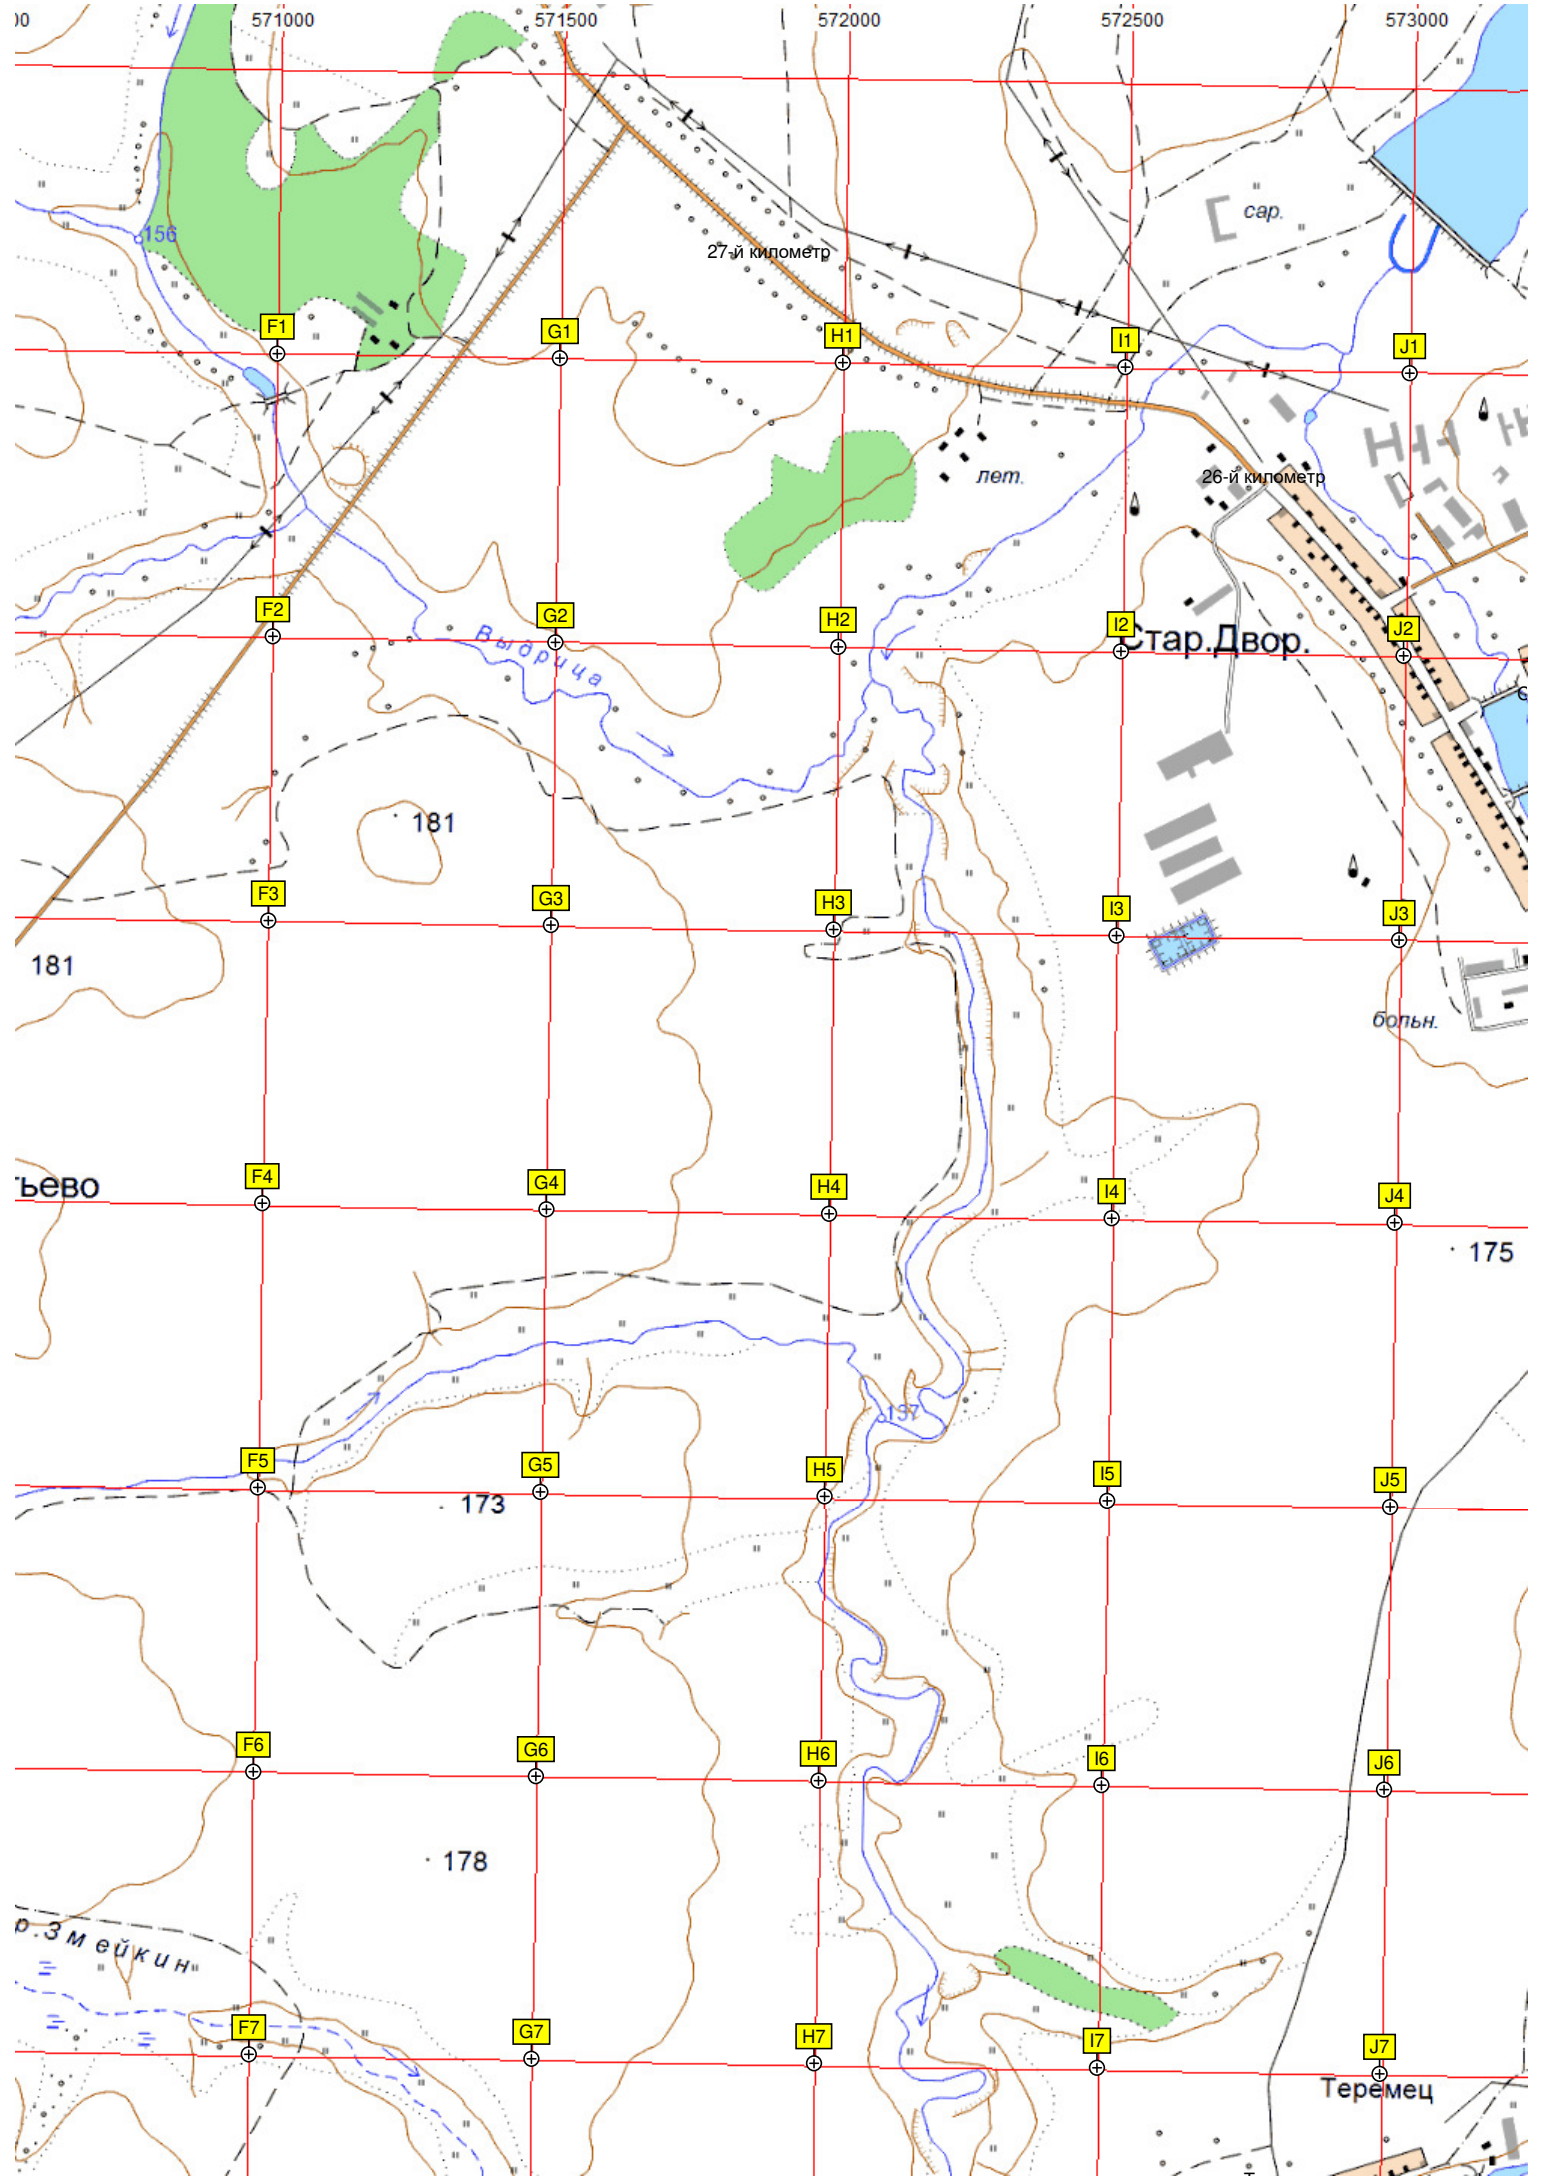 00 571000 571500 572000 572500 573000
156
сар.
27-й километр
F1 G1 H1 I1 J1
лет.
26-й километр
F2 G2 H2 I2 J2
Выдрица
Стар.Двор.
181
F3 G3 H3 I3 J3
181
больн.
тьево
F4 G4 H4 I4 J4
175
137
F5 G5 H5 I5 J5
173
F6 G6 H6 I6 J6
178
р.Змейкин
F7 G7 H7 I7 J7
Теремец